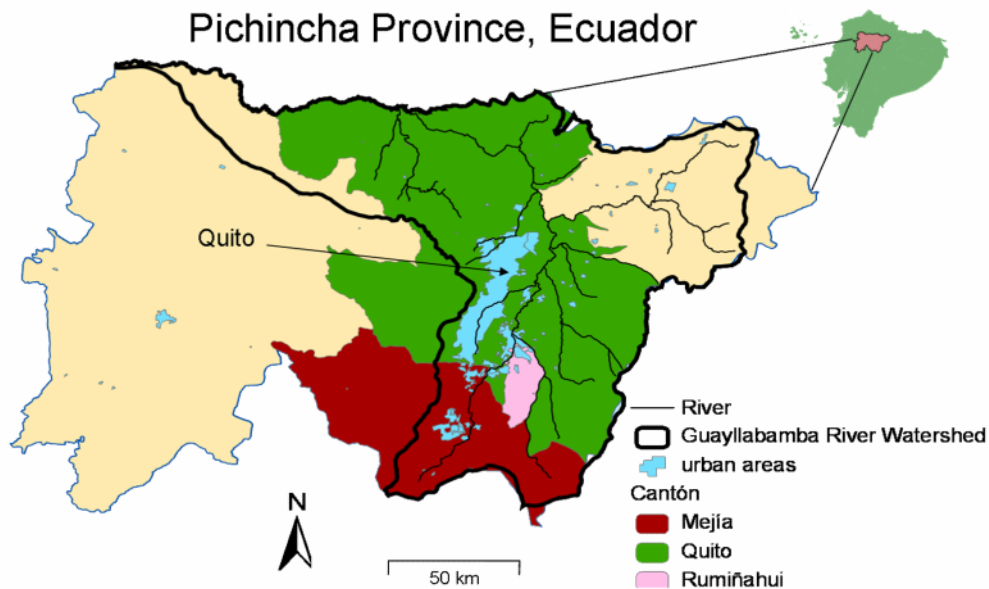 Pichincha Province, Ecuador
Quito
River
Guayllabamba River Watershed
urban areas
Cantón
Mejía
Quito
Rumiñahui
N
50 km